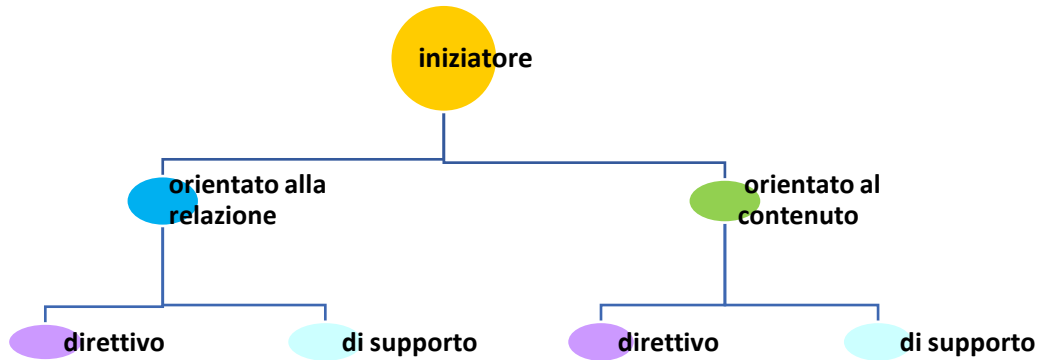 iniziatore
orientato alla
relazione
orientato al
contenuto
direttivo
di supporto
direttivo
di supporto